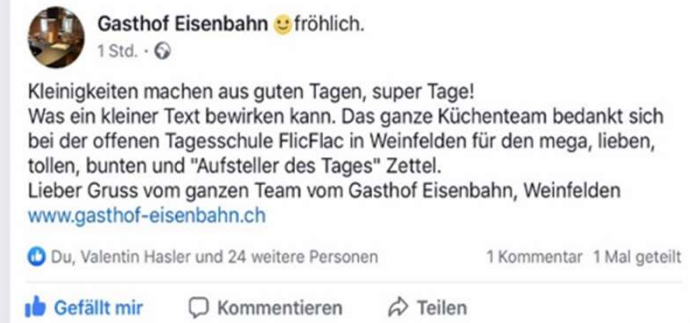 Gasthof Eisenbahn 🙂 fröhlich.
1 Std. ·
Kleinigkeiten machen aus guten Tagen, super Tage!
Was ein kleiner Text bewirken kann. Das ganze Küchenteam bedankt sich
bei der offenen Tagesschule FlicFlac in Weinfelden für den mega, lieben,
tollen, bunten und "Aufsteller des Tages" Zettel.
Lieber Gruss vom ganzen Team vom Gasthof Eisenbahn, Weinfelden
www.gasthof-eisenbahn.ch
Du, Valentin Hasler und 24 weitere Personen 1 Kommentar 1 Mal geteilt
Gefällt mir Kommentieren Teilen